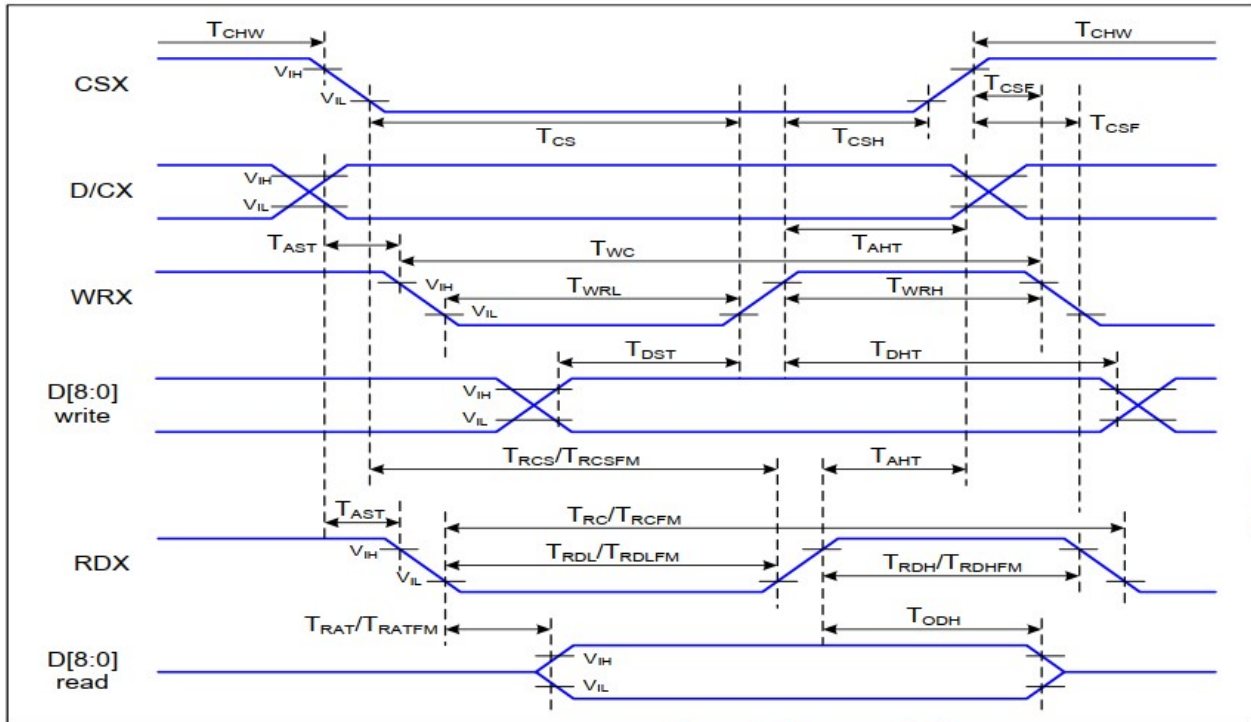 TCHW TCHW
VIH
CSX
VIL
TCSF
TCS TCSH TCSF
VIH
D/CX
VIL
TAST TWC TAHT
VIH
WRX TWRL TWRH
VIL
TDST TDHT
D[8:0] VIH
write VIL
TRCS/TRCSFM TAHT
TAST TRC/TRCFM
VIH
RDX TRDL/TRDLFM TRDH/TRDHFM
VIL
TRAT/TRATFM TODH
D[8:0] VIH
read VIL